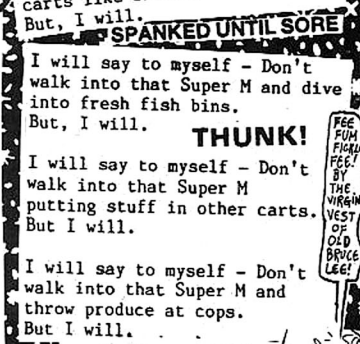 carts like
But, I will.
SPANKED UNTIL SORE
I will say to myself - Don't
walk into that Super M and dive
into fresh fish bins.
But, I will.
THUNK!
I will say to myself - Don't
walk into that Super M
putting stuff in other carts.
But I will.
I will say to myself - Don't
walk into that Super M and
throw produce at cops.
But I will.
FEE
FUM
FICKLE
FEE!
BY
THE
VIRGIN
VEST
OF
OLD
BRUCE
LEE!